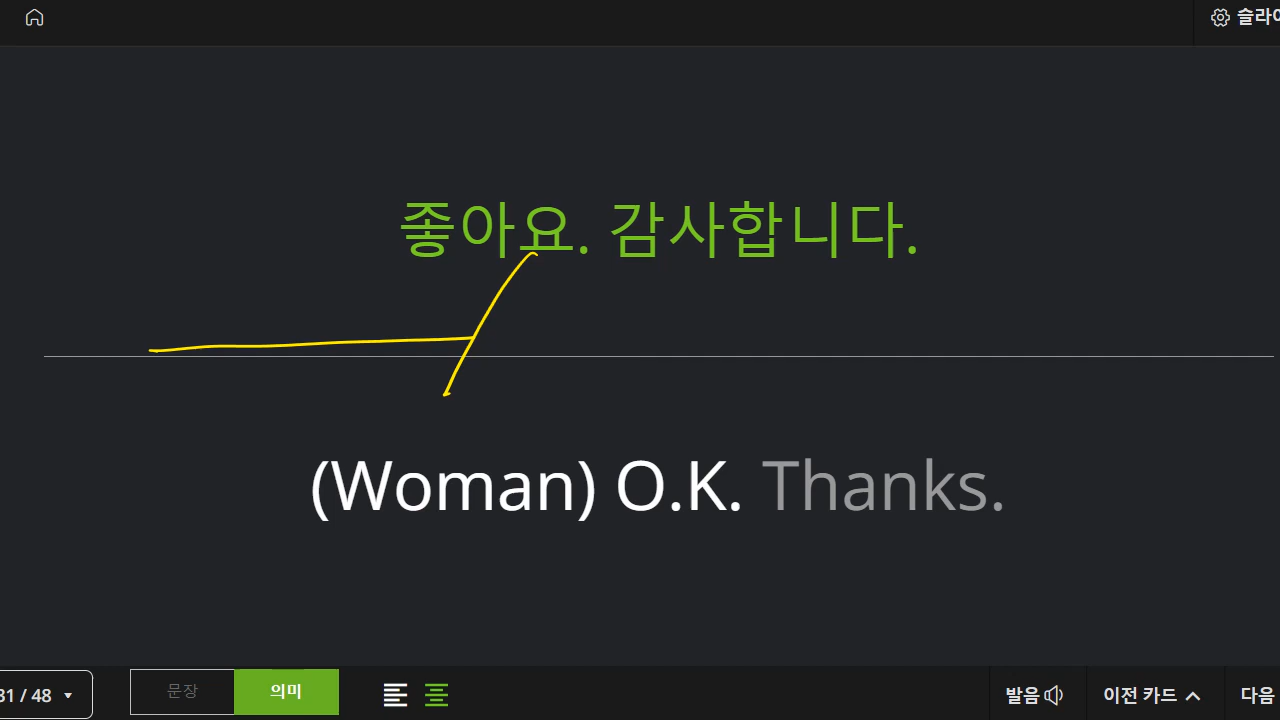 슬라이
좋아요. 감사합니다.
(Woman) O.K. Thanks.
31 / 48
문장
의미
발음
이전 카드
다음